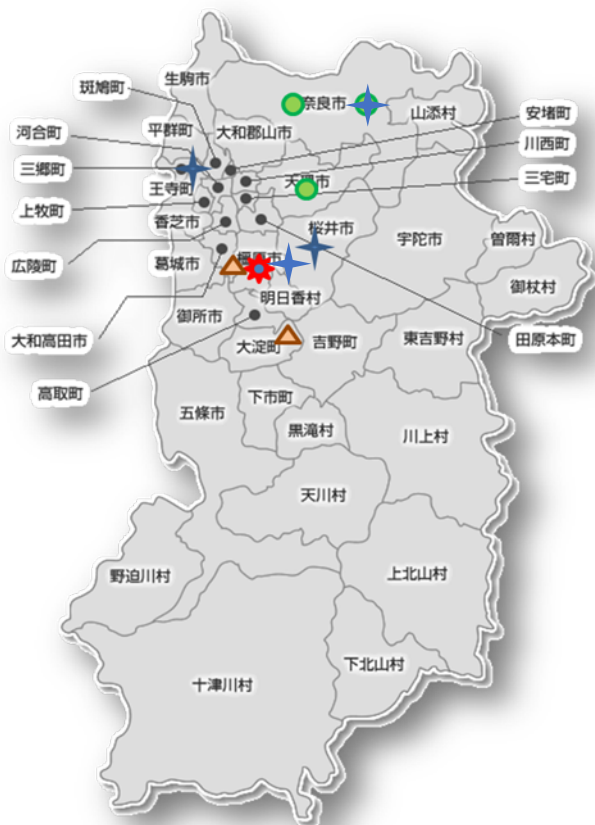 斑鳩町
生駒市
奈良市
山添村
安堵町
河合町
平群町
大和郡山市
川西町
三郷町
天理市
三宅町
王寺町
上牧町
香芝市
桜井市
宇陀市
曽爾村
広陵町
葛城市
橿原市
御杖村
明日香村
御所市
大和高田市
大淀町
吉野町
東吉野村
田原本町
高取町
下市町
五條市
黒滝村
川上村
天川村
野迫川村
上北山村
下北山村
十津川村